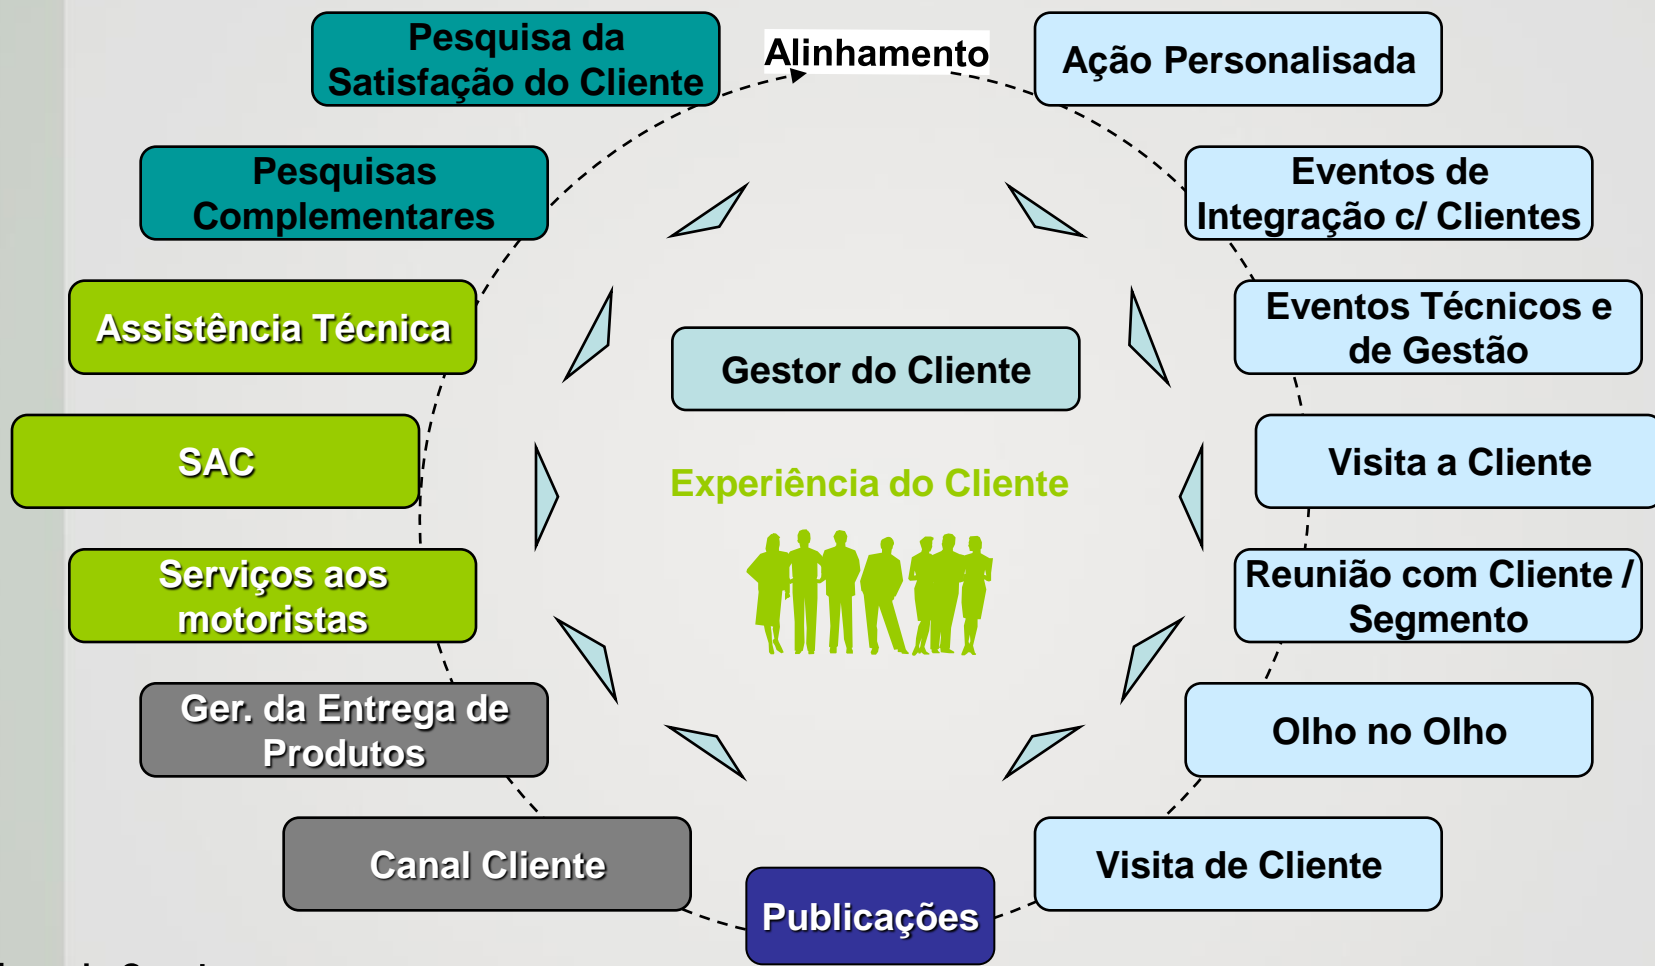 Pesquisa da
Satisfação do Cliente
Alinhamento
Ação Personalisada
Pesquisas
Complementares
Eventos de
Integração c/ Clientes
Assistência Técnica
Eventos Técnicos e
de Gestão
Gestor do Cliente
SAC
Visita a Cliente
Experiência do Cliente
Serviços aos
motoristas
Reunião com Cliente /
Segmento
Ger. da Entrega de
Produtos
Olho no Olho
Canal Cliente
Visita de Cliente
Publicações